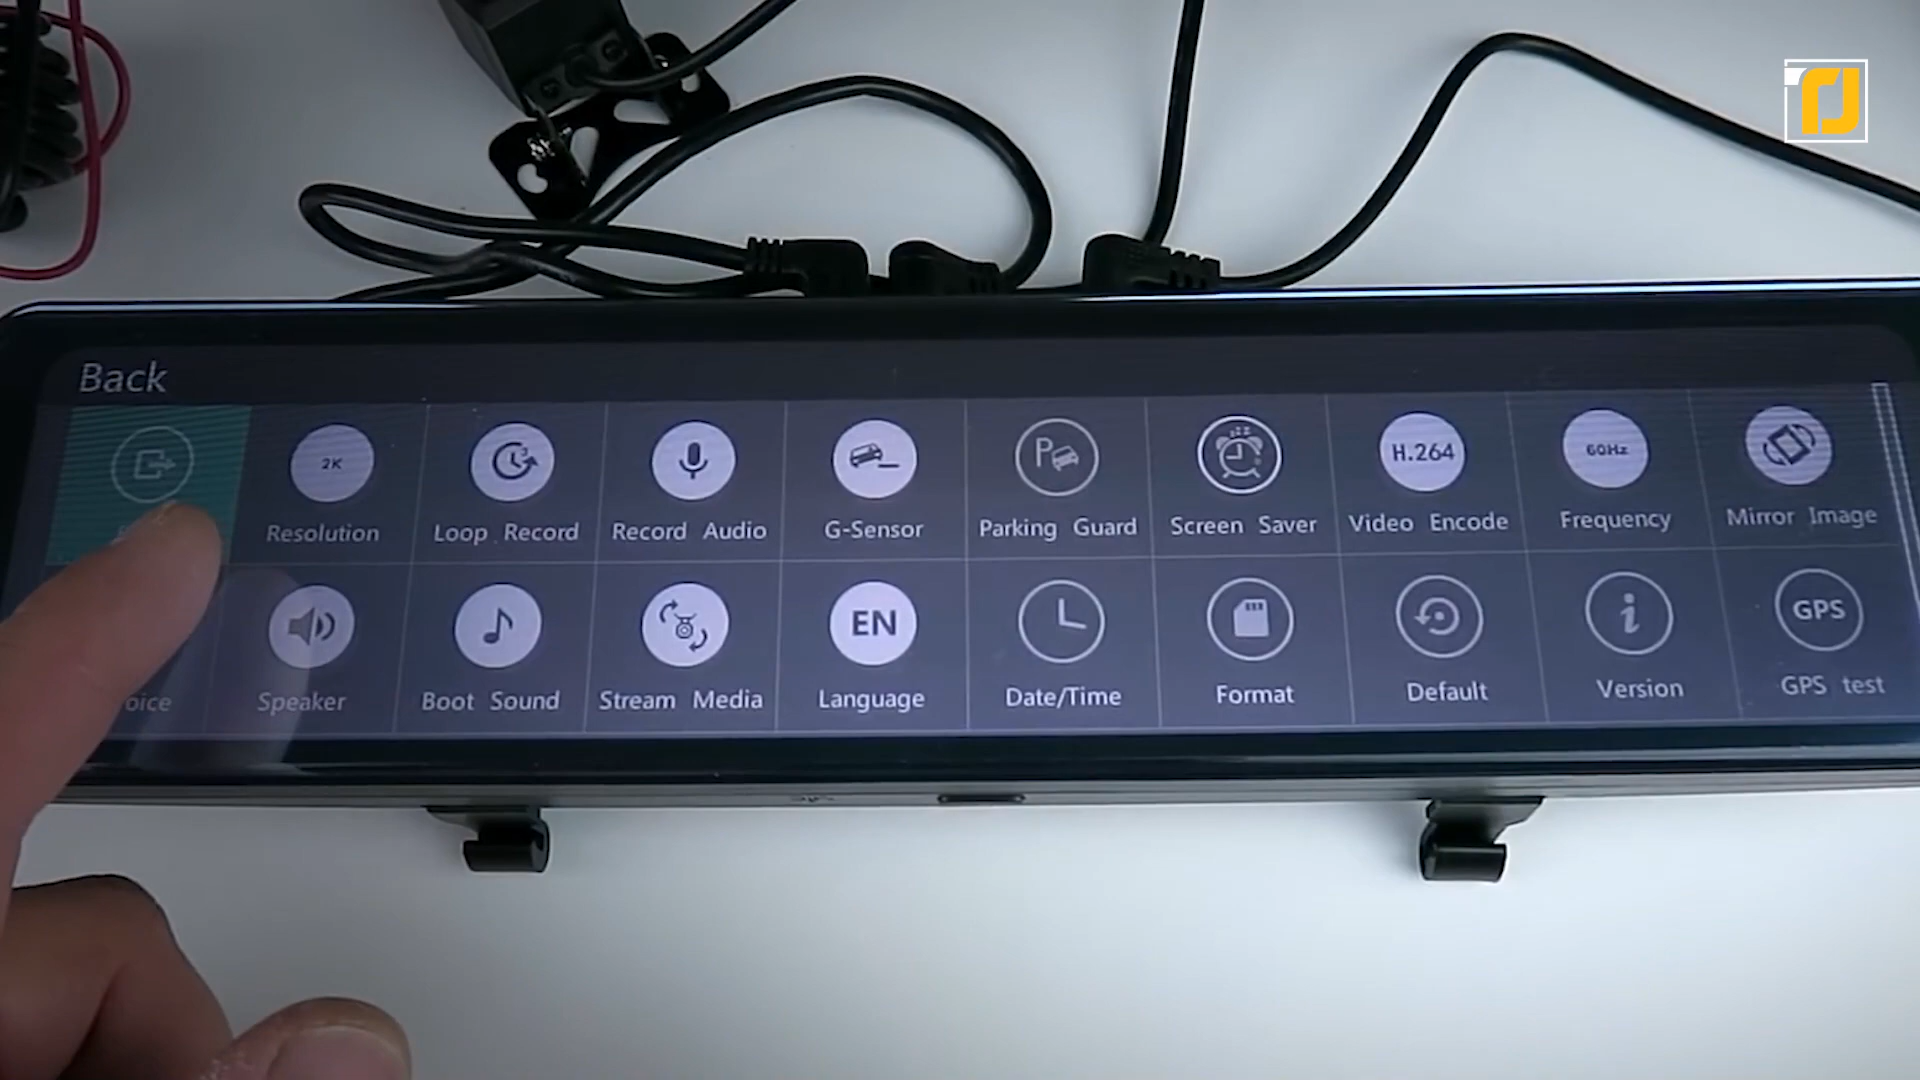 Back
2K
3
P
H.264
60Hz
Resolution
Loop Record
Record Audio
G-Sensor
Parking Guard
Screen Saver
Video Encode
Frequency
Mirror Image
EN
GPS
Speaker
Boot Sound
Stream Media
Language
Date/Time
Format
Default
Version
GPS test